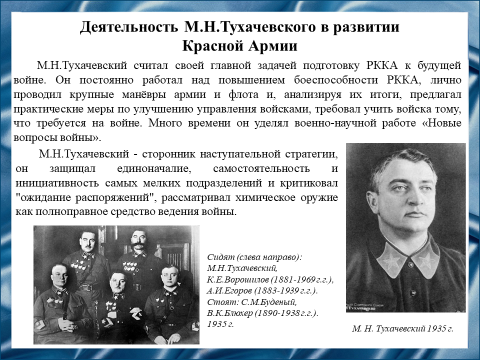 Деятельность М.Н.Тухачевского в развитии
Красной Армии
М.Н.Тухачевский считал своей главной задачей подготовку РККА к будущей
войне. Он постоянно работал над повышением боеспособности РККА, лично
проводил крупные манёвры армии и флота и, анализируя их итоги, предлагал
практические меры по улучшению управления войсками, требовал учить войска тому,
что требуется на войне. Много времени он уделял военно-научной работе «Новые
вопросы войны».
М.Н.Тухачевский - сторонник наступательной стратегии,
он защищал единоначалие, самостоятельность и
инициативность самых мелких подразделений и критиковал
"ожидание распоряжений", рассматривал химическое оружие
как полноправное средство ведения войны.
Сидят (слева направо):
М.Н.Тухачевский,
К.Е.Ворошилов (1881-1969г.г.),
А.И.Егоров (1883-1939г.г.).
Стоят: С.М.Буденый,
В.К.Блюхер (1890-1938г.г.).
1935 г.
М. Н. Тухачевский 1935 г.